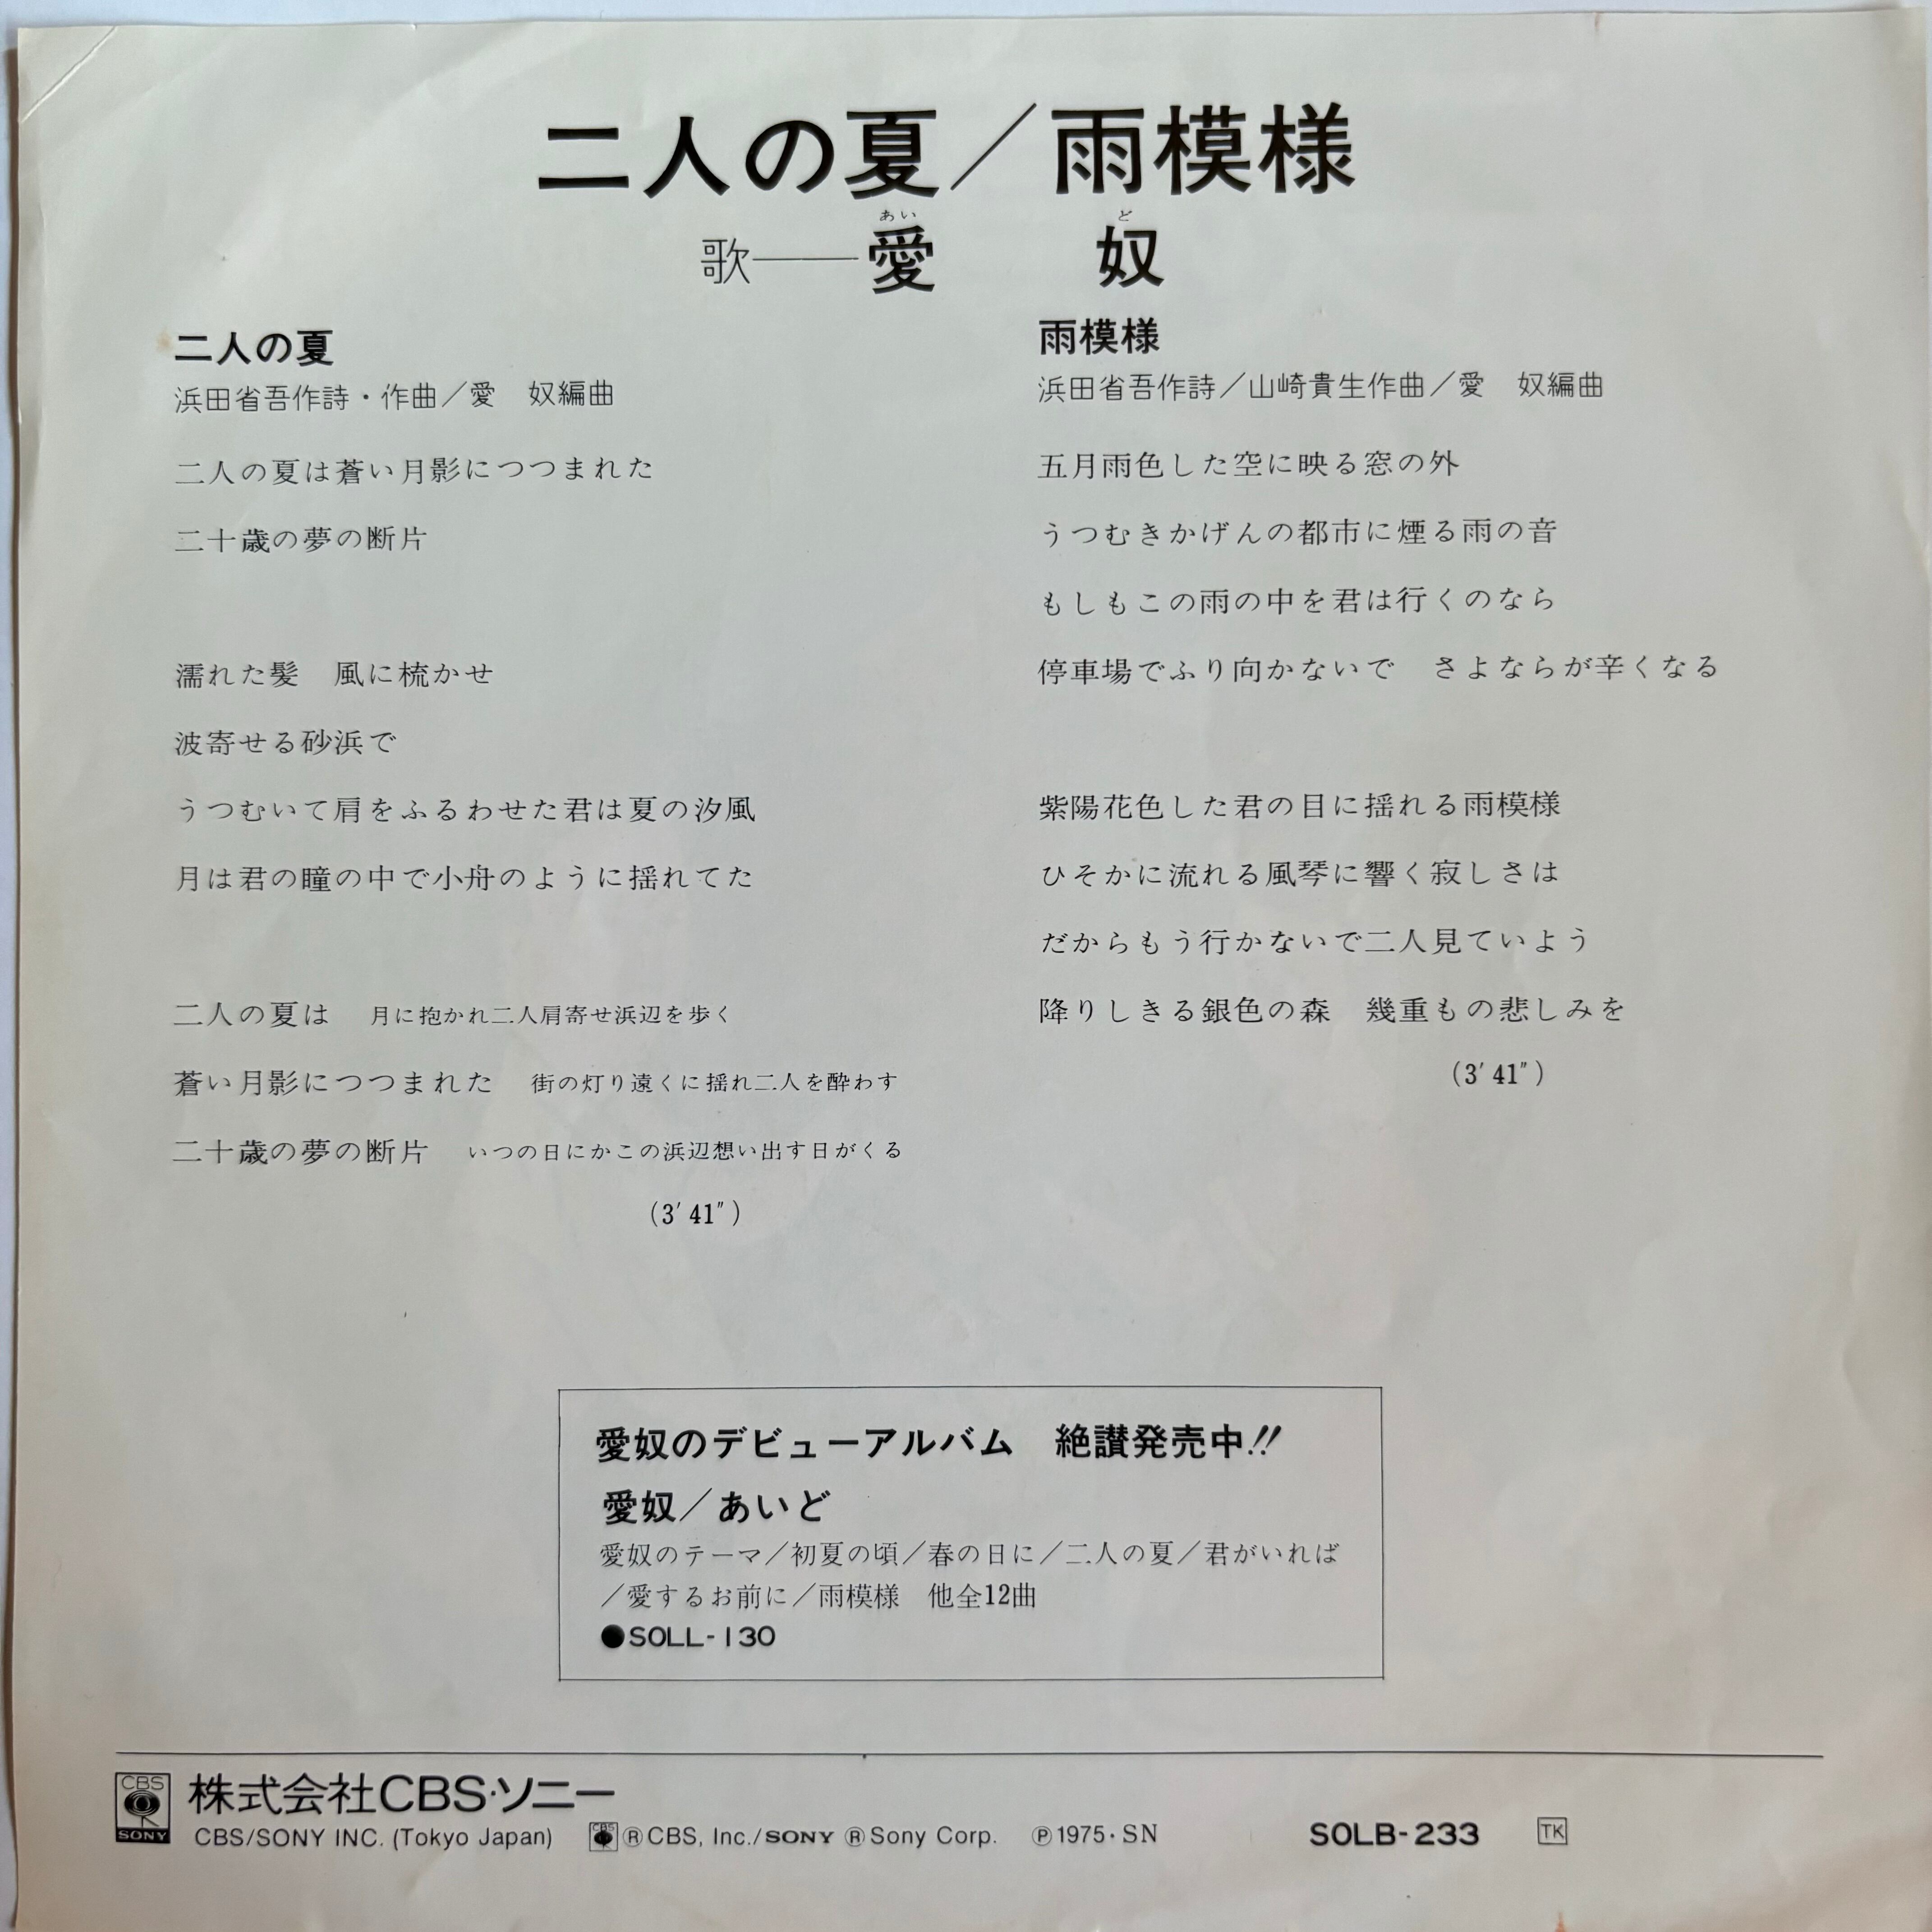 二人の夏／雨模様
あい ど
歌――愛 奴
二人の夏
浜田省吾作詩・作曲／愛 奴編曲
二人の夏は蒼い月影につつまれた
二十歳の夢の断片
濡れた髪 風に梳かせ
波寄せる砂浜で
うつむいて肩をふるわせた君は夏の汐風
月は君の瞳の中で小舟のように揺れてた
二人の夏は 月に抱かれ二人肩寄せ浜辺を歩く
蒼い月影につつまれた 街の灯り遠くに揺れ二人を酔わす
二十歳の夢の断片 いつの日にかこの浜辺想い出す日がくる
(3′41″)
雨模様
浜田省吾作詩／山崎貴生作曲／愛 奴編曲
五月雨色した空に映る窓の外
うつむきかげんの都市に煙る雨の音
もしもこの雨の中を君は行くのなら
停車場でふり向かないで さよならが辛くなる
紫陽花色した君の目に揺れる雨模様
ひそかに流れる風琴に響く寂しさは
だからもう行かないで二人見ていよう
降りしきる銀色の森 幾重もの悲しみを
(3′41″)
愛奴のデビューアルバム 絶讃発売中!!
愛奴／あいど
愛奴のテーマ／初夏の頃／春の日に／二人の夏／君がいれば
／愛するお前に／雨模様 他全12曲
●SOLL-130
CBS
SONY
株式会社CBS・ソニー
CBS/SONY INC. (Tokyo Japan) CBS ®CBS, Inc./SONY ®Sony Corp. ℗1975・SN SOLB-233 TK